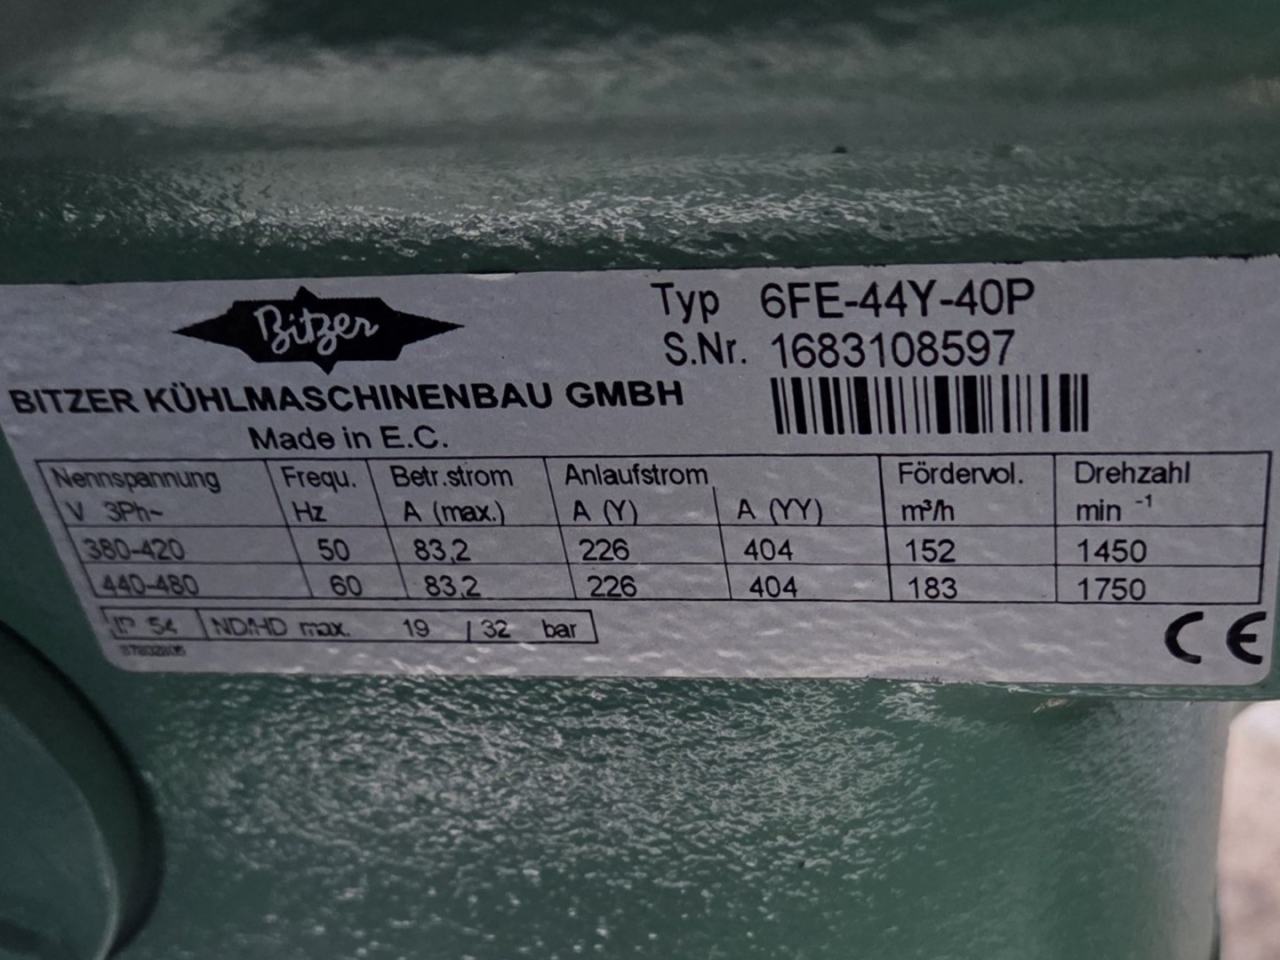 Bitzer
Typ 6FE-44Y-40P
S.Nr. 1683108597
BITZER KÜHLMASCHINENBAU GMBH
Made in E.C.
Nennspannung Frequ. Betr.strom Anlaufstrom Fördervol. Drehzahl
V 3Ph~ Hz A (max.) A (Y) A (YY) m³/h min -1
380-420 50 83,2 226 404 152 1450
440-480 60 83,2 226 404 183 1750
IP 54 ND/HD max. 19 / 32 bar
CE